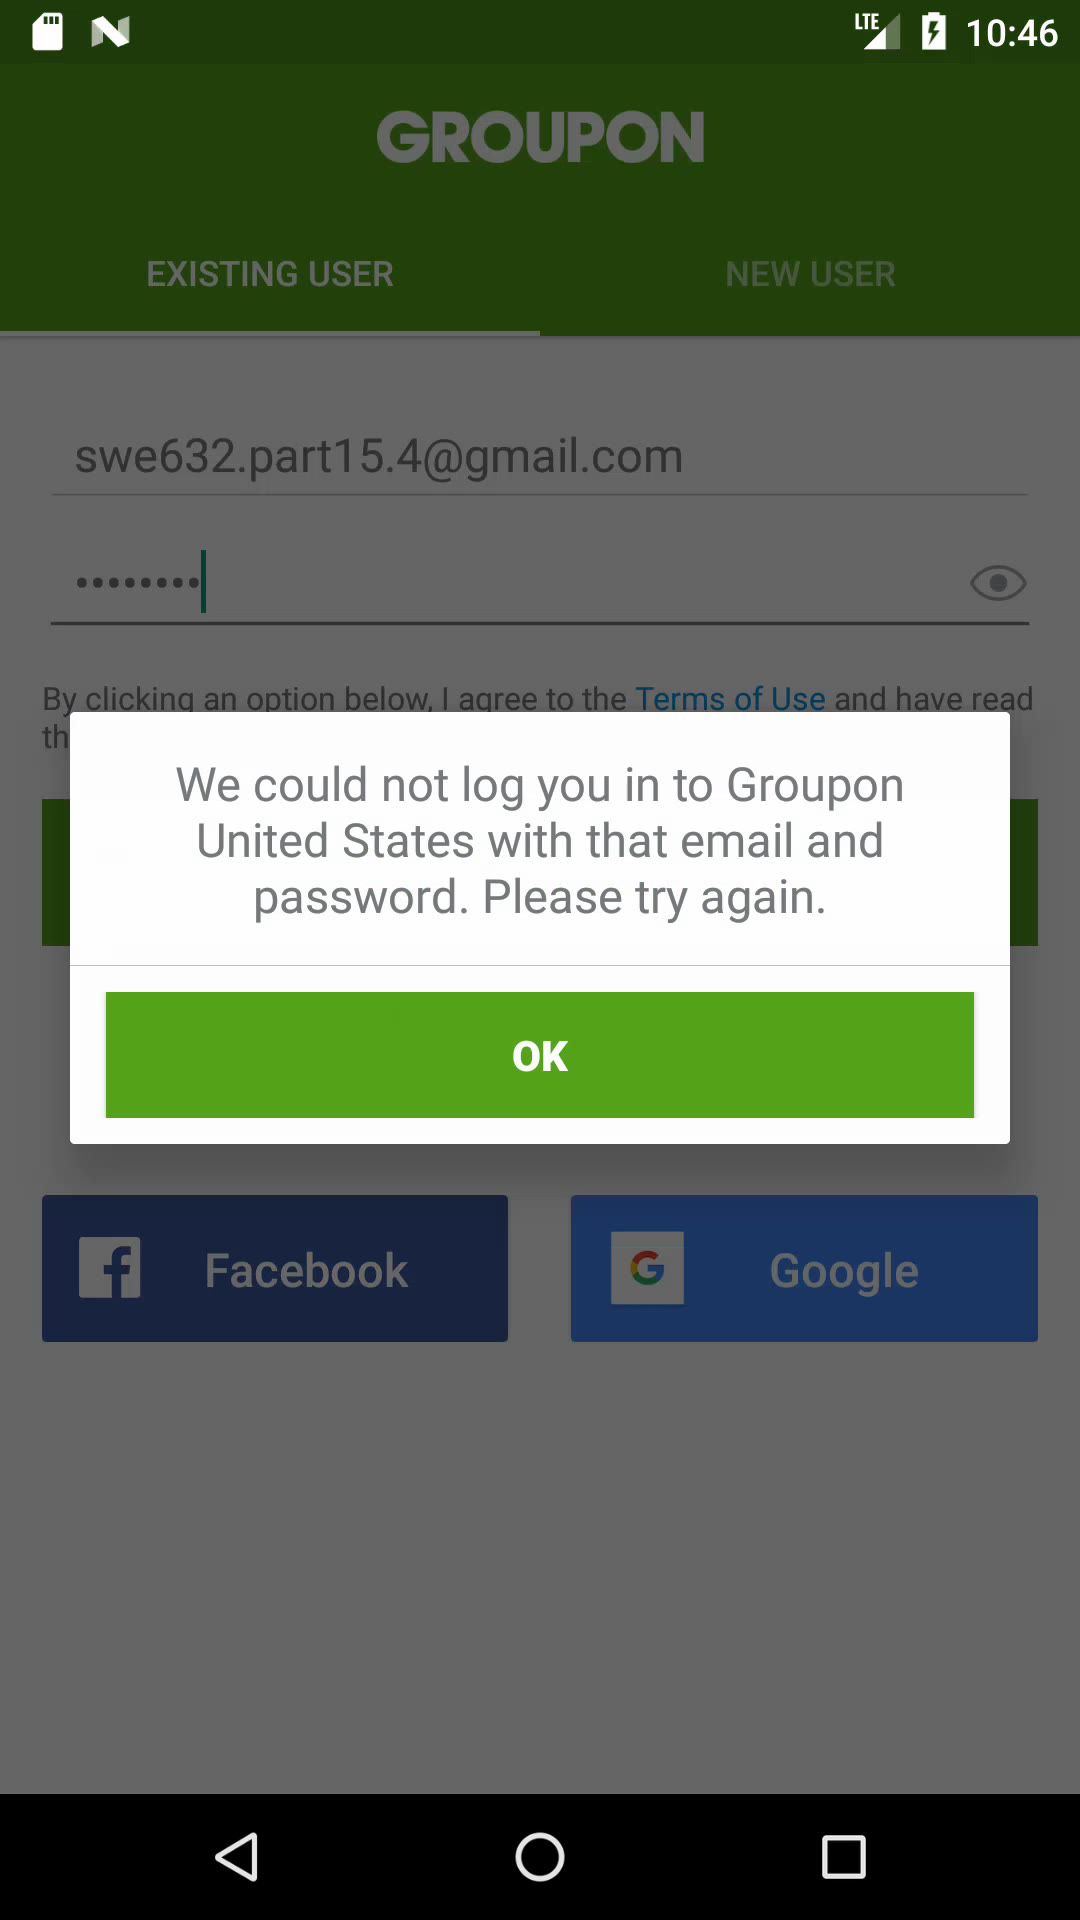 LTE 10:46
GROUPON
EXISTING USER NEW USER
swe632.part15.4@gmail.com
••••••••
By clicking an option below, I agree to the Terms of Use and have read
th
We could not log you in to Groupon
United States with that email and
password. Please try again.
OK
Facebook Google